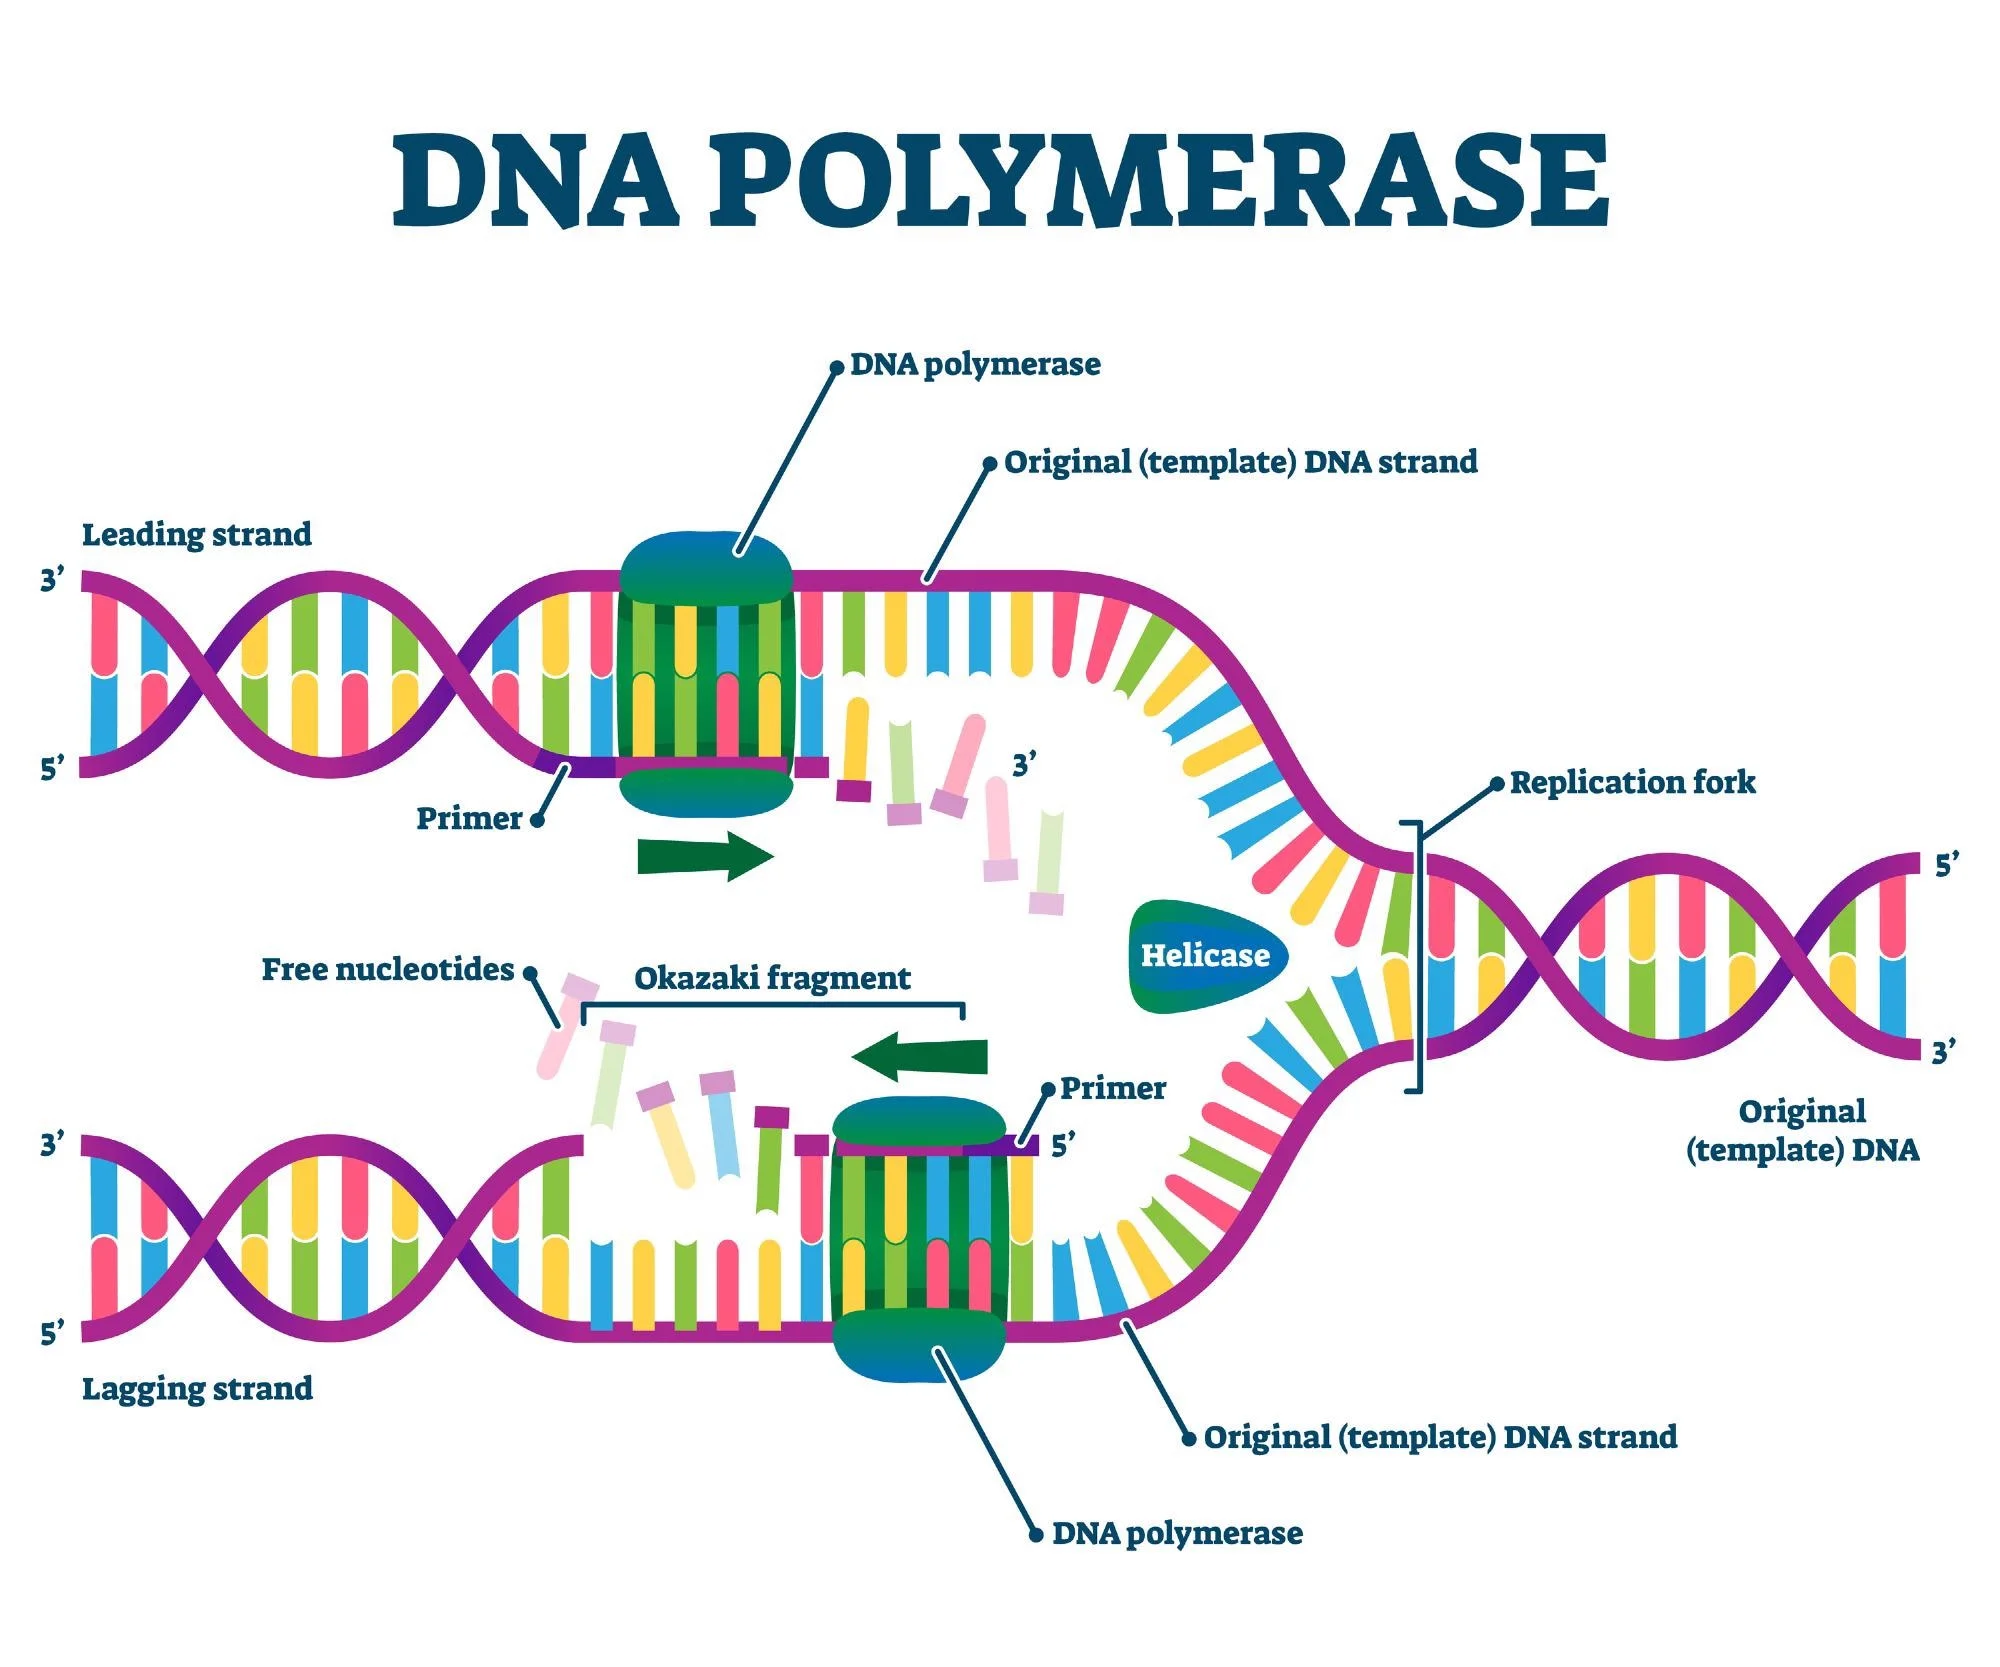 DNA POLYMERASE
DNA polymerase
Original (template) DNA strand
Leading strand
3’
5’
Primer
3’
Replication fork
5’
3’
Original
(template) DNA
Helicase
Free nucleotides
Okazaki fragment
Primer
5’
3’
5’
Lagging strand
Original (template) DNA strand
DNA polymerase